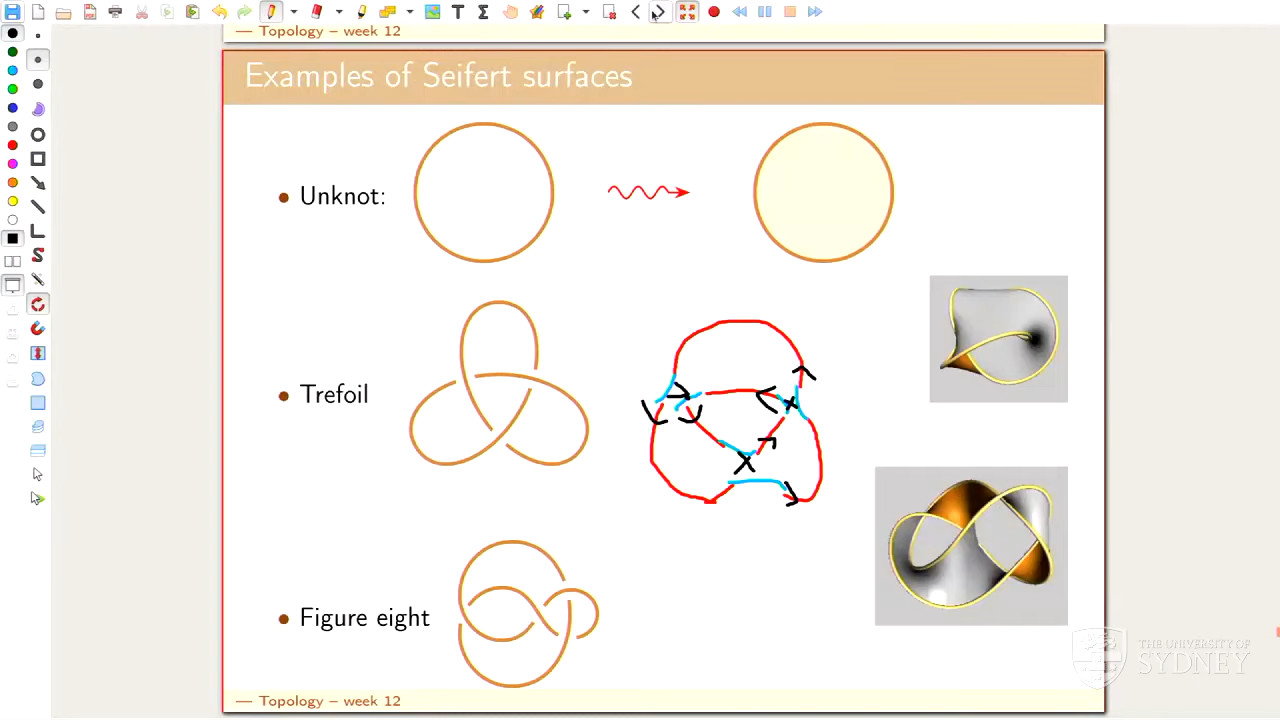 — Topology – week 12
Examples of Seifert surfaces
• Unknot:
• Trefoil
• Figure eight
— Topology – week 12
THE UNIVERSITY OF
SYDNEY